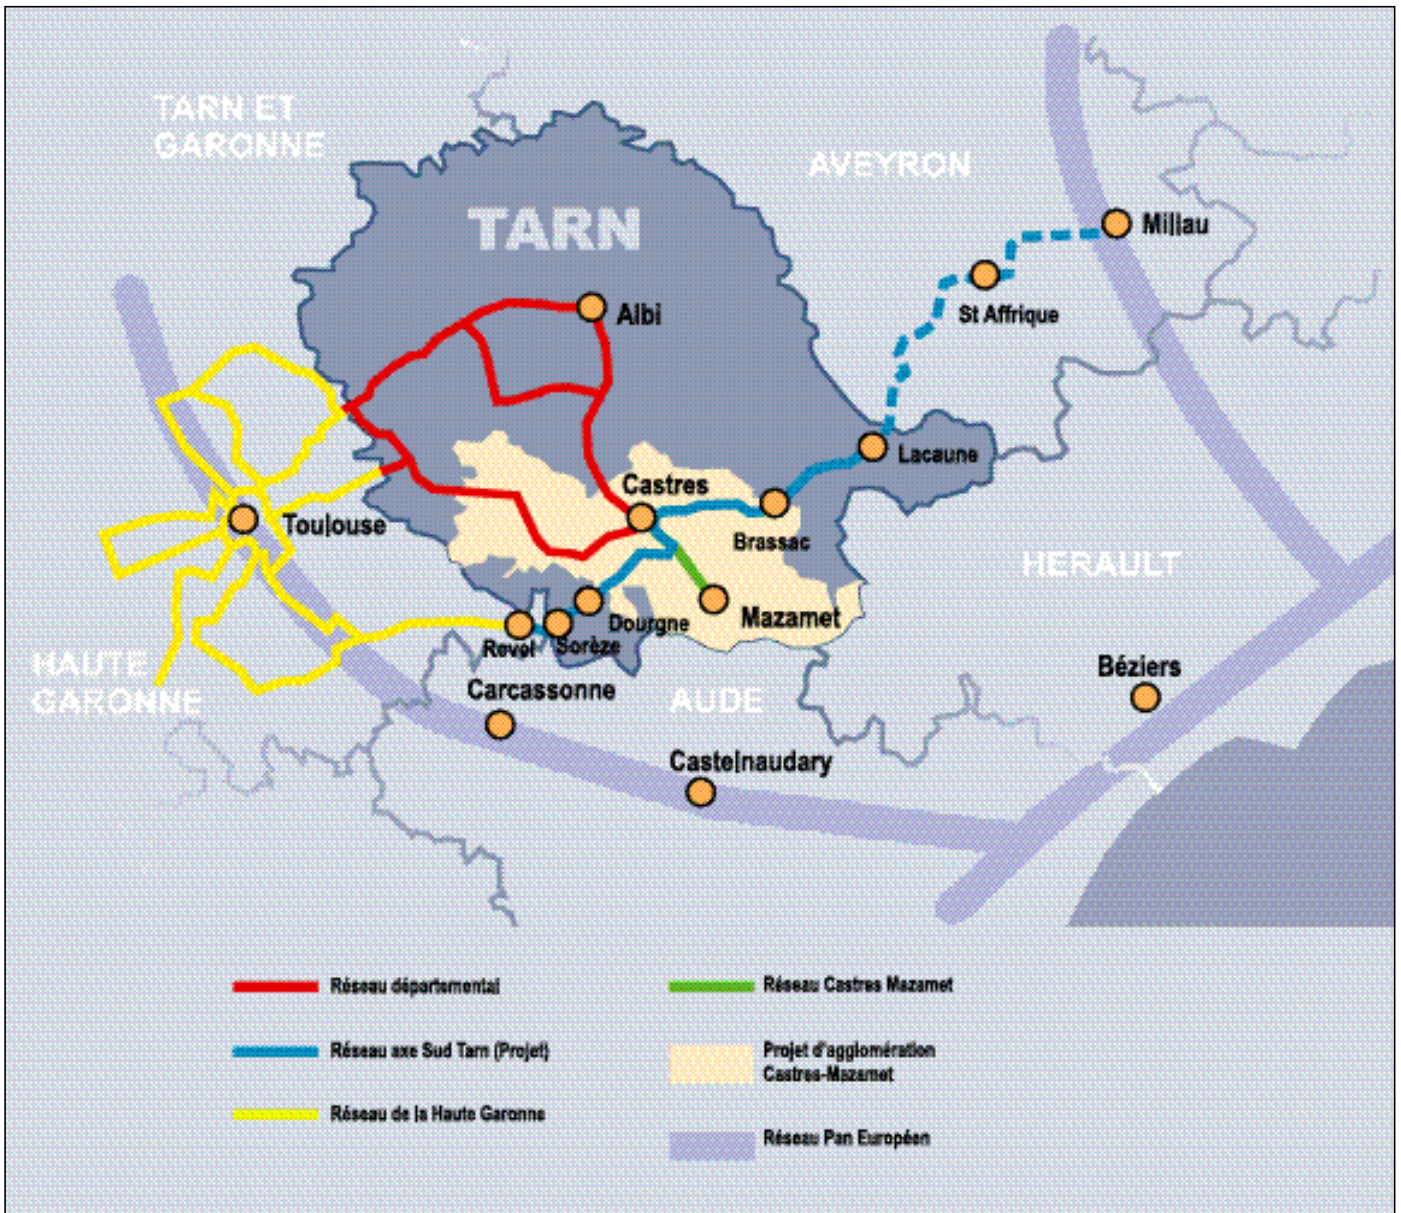 TARN ET
GARONNE
AVEYRON
TARN
Millau
St Affrique
Albi
Lacaune
Castres
Toulouse
Brassac
HERAULT
Mazamet
Dourgne
Revel
Sorèze
HAUTE
GARONNE
Carcassonne
AUDE
Béziers
Castelnaudary
Réseau départemental
Réseau Castres Mazamet
Réseau axe Sud Tarn (Projet)
Projet d'agglomération
Castres-Mazamet
Réseau de la Haute Garonne
Réseau Pan Européen